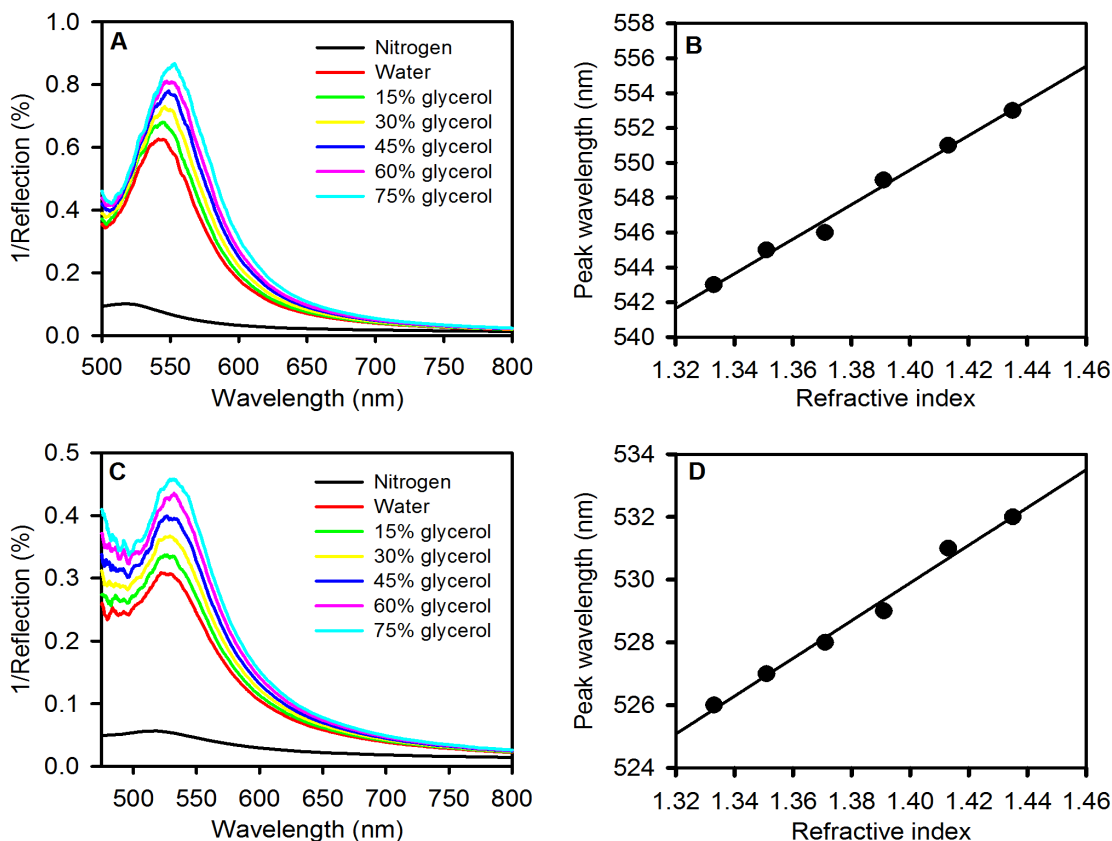 A
1.0
0.8
0.6
0.4
0.2
0.0
1/Reflection (%)
Nitrogen
Water
15% glycerol
30% glycerol
45% glycerol
60% glycerol
75% glycerol
500 550 600 650 700 750 800
Wavelength (nm)
B
558
556
554
552
550
548
546
544
542
540
Peak wavelength (nm)
1.32 1.34 1.36 1.38 1.40 1.42 1.44 1.46
Refractive index
C
0.5
0.4
0.3
0.2
0.1
0.0
1/Reflection (%)
Nitrogen
Water
15% glycerol
30% glycerol
45% glycerol
60% glycerol
75% glycerol
500 550 600 650 700 750 800
Wavelength (nm)
D
534
532
530
528
526
524
Peak wavelength (nm)
1.32 1.34 1.36 1.38 1.40 1.42 1.44 1.46
Refractive index